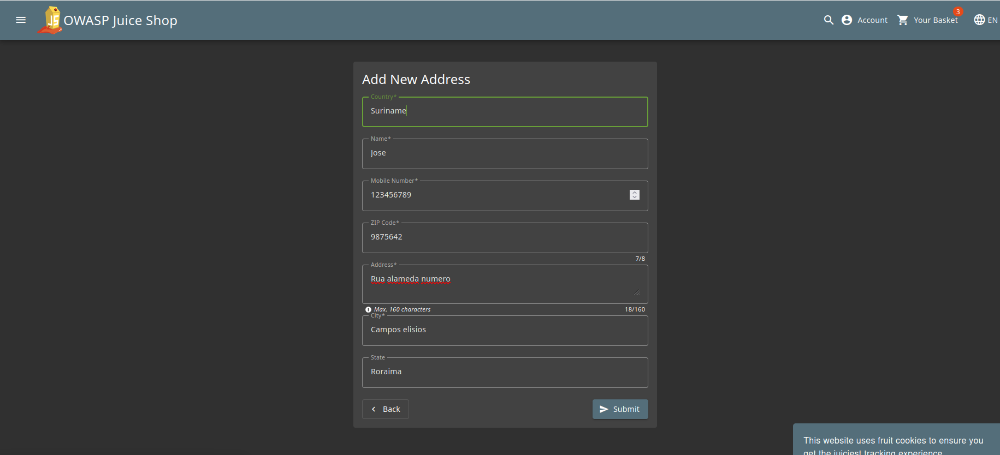 OWASP Juice Shop
Account
Your Basket
3
EN
Add New Address
Country*
Suriname
Name*
Jose
Mobile Number*
123456789
ZIP Code*
9875642
7/8
Address*
Rua alameda numero
Max. 160 characters
18/160
City*
Campos elisios
State
Roraima
Back
Submit
This website uses fruit cookies to ensure you
get the juiciest tracking experience